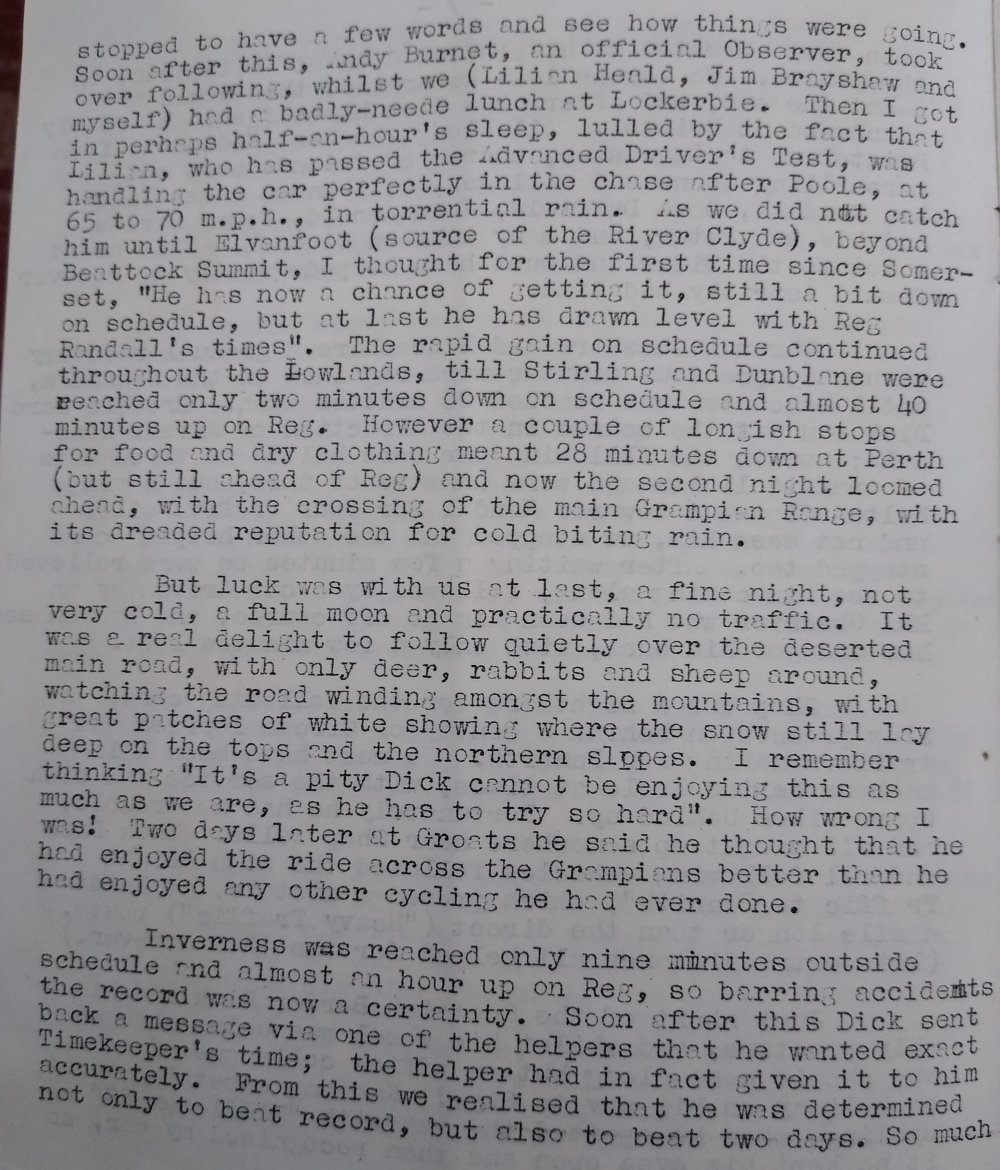 stopped to have a few words and see how things were going.
Soon after this, Andy Burnet, an official Observer, took
over following, whilst we (Lilian Heald, Jim Brayshaw and
myself) had a badly-neede lunch at Lockerbie. Then I got
in perhaps half-an-hour's sleep, lulled by the fact that
Lilian, who has passed the Advanced Driver's Test, was
handling the car perfectly in the chase after Poole, at
65 to 70 m.p.h., in torrential rain. As we did not catch
him until Elvanfoot (source of the River Clyde), beyond
Beattock Summit, I thought for the first time since Somer-
set, "He has now a chance of getting it, still a bit down
on schedule, but at last he has drawn level with Reg
Randall's times". The rapid gain on schedule continued
throughout the Lowlands, till Stirling and Dunblane were
reached only two minutes down on schedule and almost 40
minutes up on Reg. However a couple of longish stops
for food and dry clothing meant 28 minutes down at Perth
(but still ahead of Reg) and now the second night loomed
ahead, with the crossing of the main Grampian Range, with
its dreaded reputation for cold biting rain.
But luck was with us at last, a fine night, not
very cold, a full moon and practically no traffic. It
was a real delight to follow quietly over the deserted
main road, with only deer, rabbits and sheep around,
watching the road winding amongst the mountains, with
great patches of white showing where the snow still lay
deep on the tops and the northern slopes. I remember
thinking "It's a pity Dick cannot be enjoying this as
much as we are, as he has to try so hard". How wrong I
was! Two days later at Groats he said he thought that he
had enjoyed the ride across the Grampians better than he
had enjoyed any other cycling he had ever done.
Inverness was reached only nine minutes outside
schedule and almost an hour up on Reg, so barring accidents
the record was now a certainty. Soon after this Dick sent
back a message via one of the helpers that he wanted exact
Timekeeper's time; the helper had in fact given it to him
accurately. From this we realised that he was determined
not only to beat record, but also to beat two days. So much